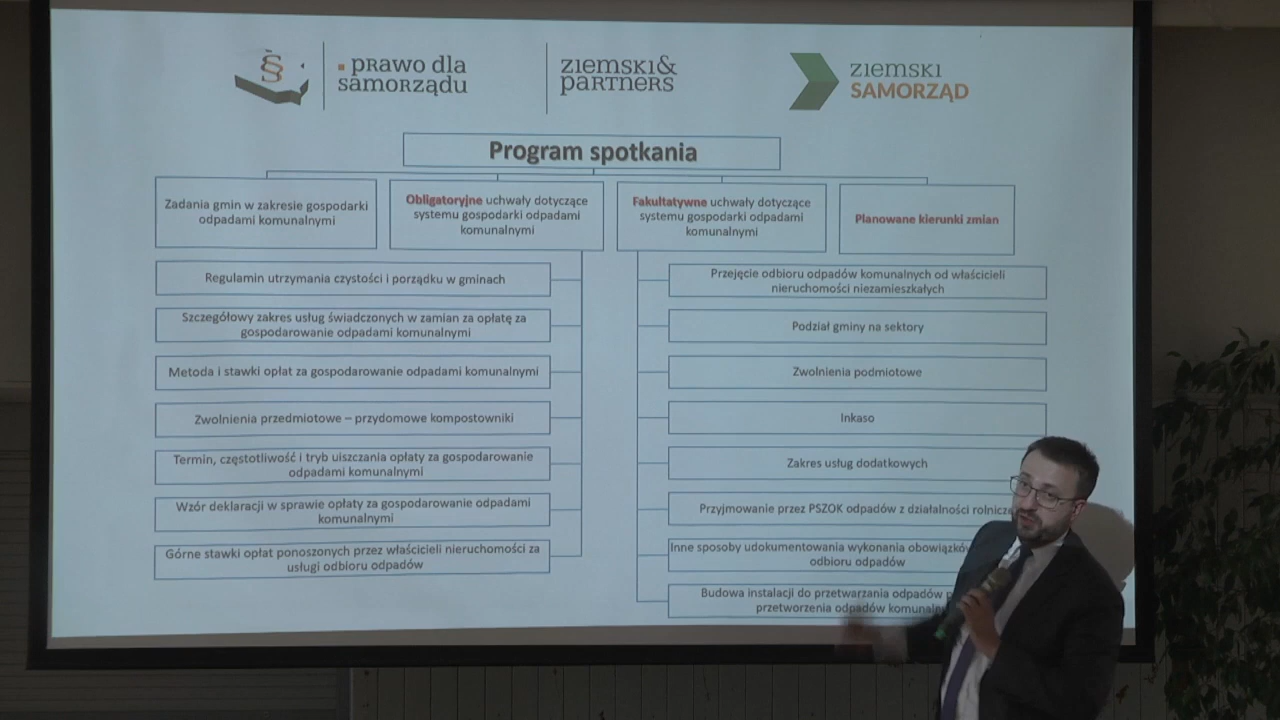 prawo dla
samorządu
ziemski&
partners
ziemski
SAMORZĄD
Program spotkania
Zadania gmin w zakresie gospodarki
odpadami komunalnymi
Obligatoryjne uchwały dotyczące
systemu gospodarki odpadami
komunalnymi
Fakultatywne uchwały dotyczące
systemu gospodarki odpadami
komunalnymi
Planowane kierunki zmian
Regulamin utrzymania czystości i porządku w gminach
Szczegółowy zakres usług świadczonych w zamian za opłatę za
gospodarowanie odpadami komunalnymi
Metoda i stawki opłat za gospodarowanie odpadami komunalnymi
Zwolnienia przedmiotowe – przydomowe kompostowniki
Termin, częstotliwość i tryb uiszczania opłaty za gospodarowanie
odpadami komunalnymi
Wzór deklaracji w sprawie opłaty za gospodarowanie odpadami
komunalnymi
Górne stawki opłat ponoszonych przez właścicieli nieruchomości za
usługi odbioru odpadów
Przejęcie odbioru odpadów komunalnych od właścicieli
nieruchomości niezamieszkałych
Podział gminy na sektory
Zwolnienia podmiotowe
Inkaso
Zakres usług dodatkowych
Przyjmowanie przez PSZOK odpadów z działalności
Inne sposoby udokumentowania wykonania
odbioru odpadów
Budowa instalacji do przetwarzania odpadów
przetworzenia odpadów